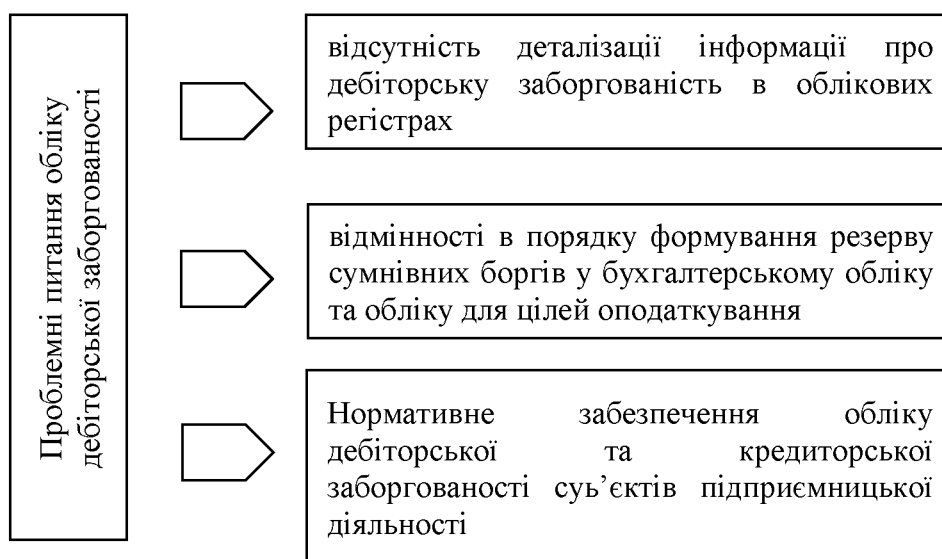 Проблемні питання обліку
дебіторської заборгованості
відсутність деталізації інформації про
дебіторську заборгованість в облікових
регістрах
відмінності в порядку формування резерву
сумнівних боргів у бухгалтерському обліку
та обліку для цілей оподаткування
Нормативне забезпечення обліку
дебіторської та кредиторської
заборгованості суь’єктів підприємницької
діяльності